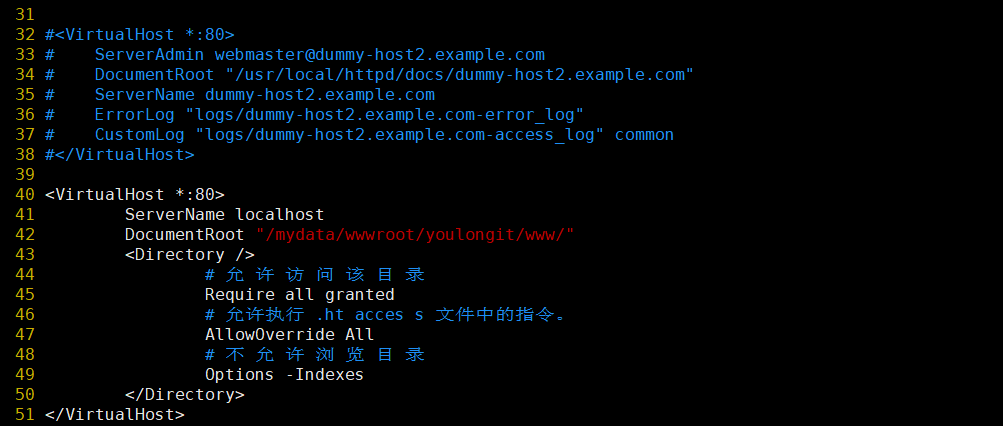 31
32 #<VirtualHost *:80>
33 #    ServerAdmin webmaster@dummy-host2.example.com
34 #    DocumentRoot "/usr/local/httpd/docs/dummy-host2.example.com"
35 #    ServerName dummy-host2.example.com
36 #    ErrorLog "logs/dummy-host2.example.com-error_log"
37 #    CustomLog "logs/dummy-host2.example.com-access_log" common
38 #</VirtualHost>
39
40 <VirtualHost *:80>
41         ServerName localhost
42         DocumentRoot "/mydata/wwwroot/youlongit/www/"
43         <Directory />
44                 # 允 许 访 问 该 目 录
45                 Require all granted
46                 # 允许执行 .ht acces s 文件中的指令。
47                 AllowOverride All
48                 # 不 允 许 浏 览 目 录
49                 Options -Indexes
50         </Directory>
51 </VirtualHost>